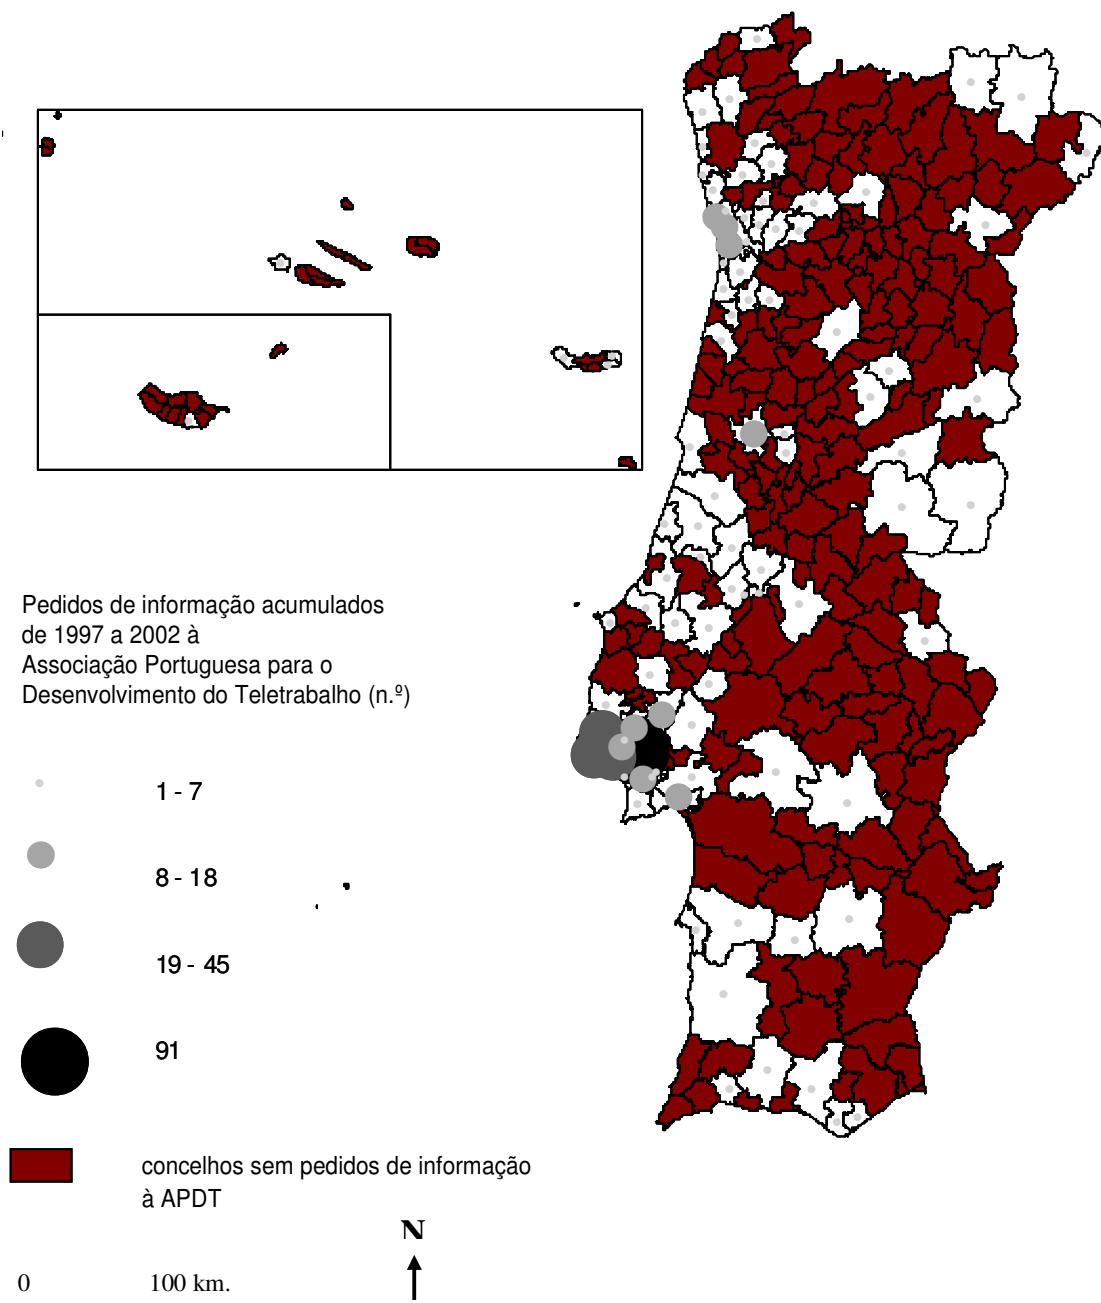 Pedidos de informação acumulados
de 1997 a 2002 à
Associação Portuguesa para o
Desenvolvimento do Teletrabalho (n.º)
1 - 7
8 - 18
19 - 45
91
concelhos sem pedidos de informação
à APDT
N
0 100 km.